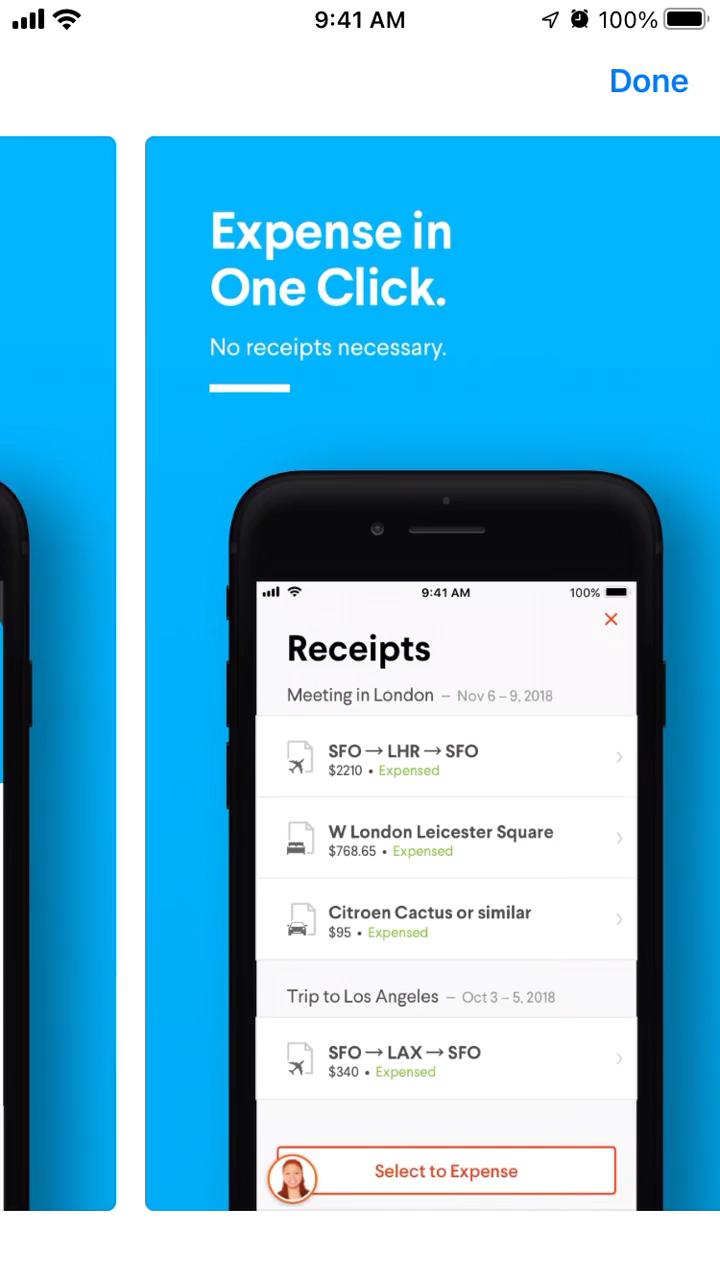 9:41 AM
100%
Done
Expense in
One Click.
No receipts necessary.
9:41 AM
100%
Receipts
Meeting in London – Nov 6 – 9, 2018
SFO → LHR → SFO
$2210 • Expensed
W London Leicester Square
$768.65 • Expensed
Citroen Cactus or similar
$95 • Expensed
Trip to Los Angeles – Oct 3 – 5, 2018
SFO → LAX → SFO
$340 • Expensed
Select to Expense